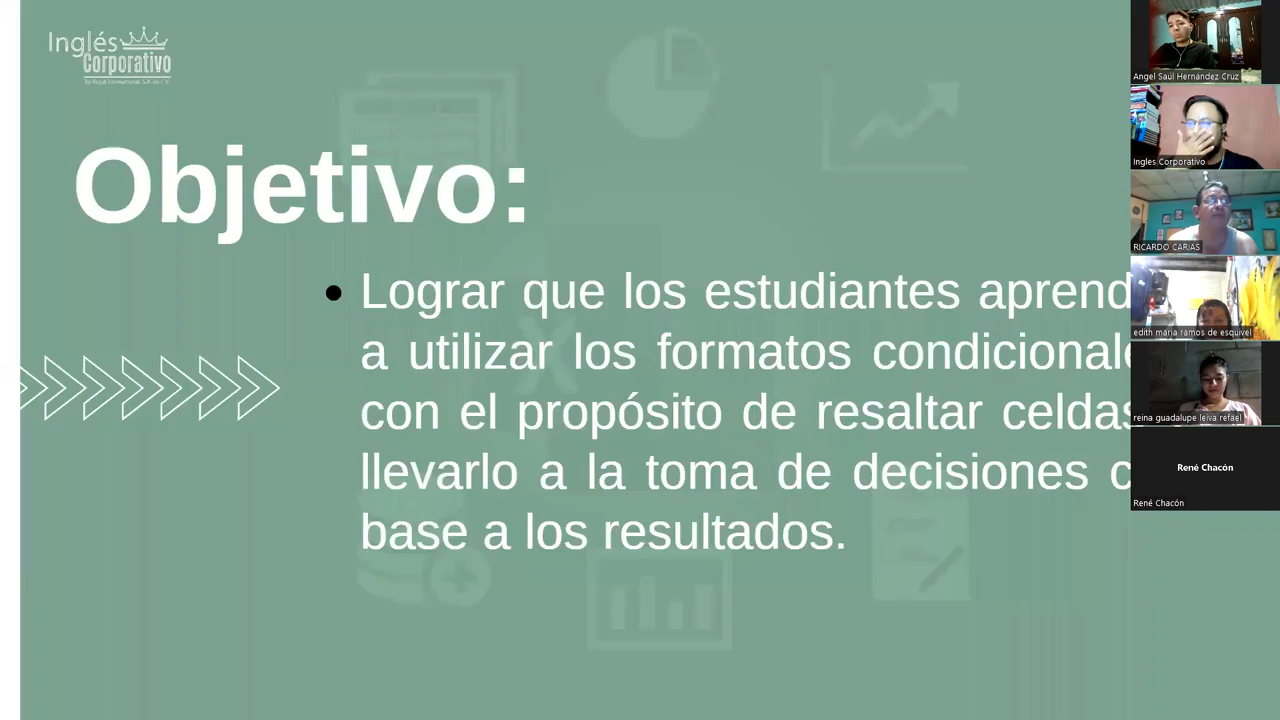 Inglés
Corporativo
Objetivo:
Lograr que los estudiantes aprend
a utilizar los formatos condicionale
con el propósito de resaltar celdas
llevarlo a la toma de decisiones c
base a los resultados.
Angel Saúl Hernández Cruz
Ingles Corporativo
RICARDO CARIAS
edith maria ramos de esquivel
reina guadalupe leiva refael
René Chacón
René Chacón